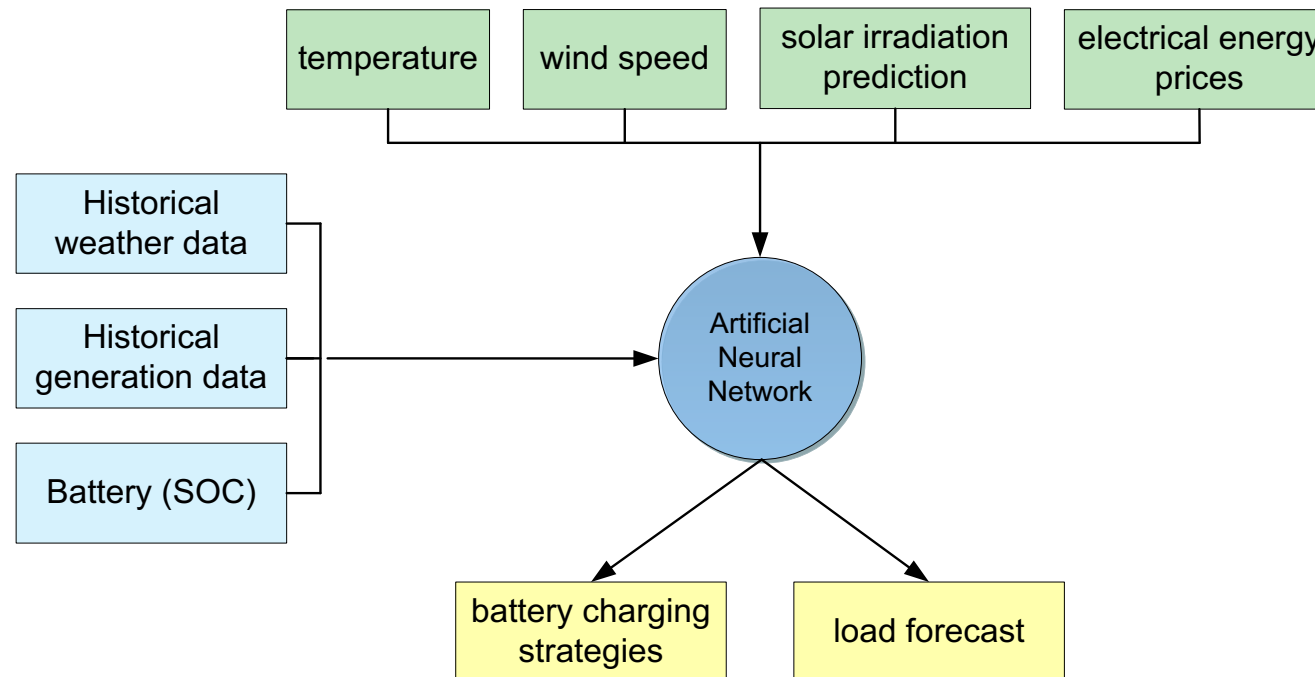 temperature
wind speed
solar irradiation
prediction
electrical energy
prices
Historical
weather data
Historical
generation data
Battery (SOC)
Artificial
Neural
Network
battery charging
strategies
load forecast